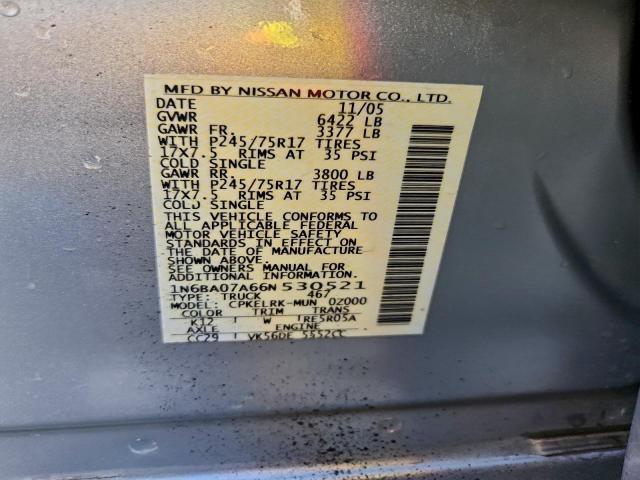 MFD BY NISSAN MOTOR CO., LTD.
DATE 11/05
GVWR 6422 LB
GAWR FR. 3377 LB
WITH P245/75R17 TIRES
17X7.5 RIMS AT 35 PSI
COLD SINGLE
GAWR RR. 3800 LB
WITH P245/75R17 TIRES
17X7.5 RIMS AT 35 PSI
COLD SINGLE
THIS VEHICLE CONFORMS TO
ALL APPLICABLE FEDERAL
MOTOR VEHICLE SAFETY
STANDARDS IN EFFECT ON
THE DATE OF MANUFACTURE
SHOWN ABOVE.
SEE OWNERS MANUAL FOR
ADDITIONAL INFORMATION
1N6BA07A66N530521
TYPE: TRUCK 467
MODEL: CPKELRK-MUN 0Z000
COLOR TRIM TRANS
K12 W RE5R05A
AXLE ENGINE
CC29 VK56DE 5552CC